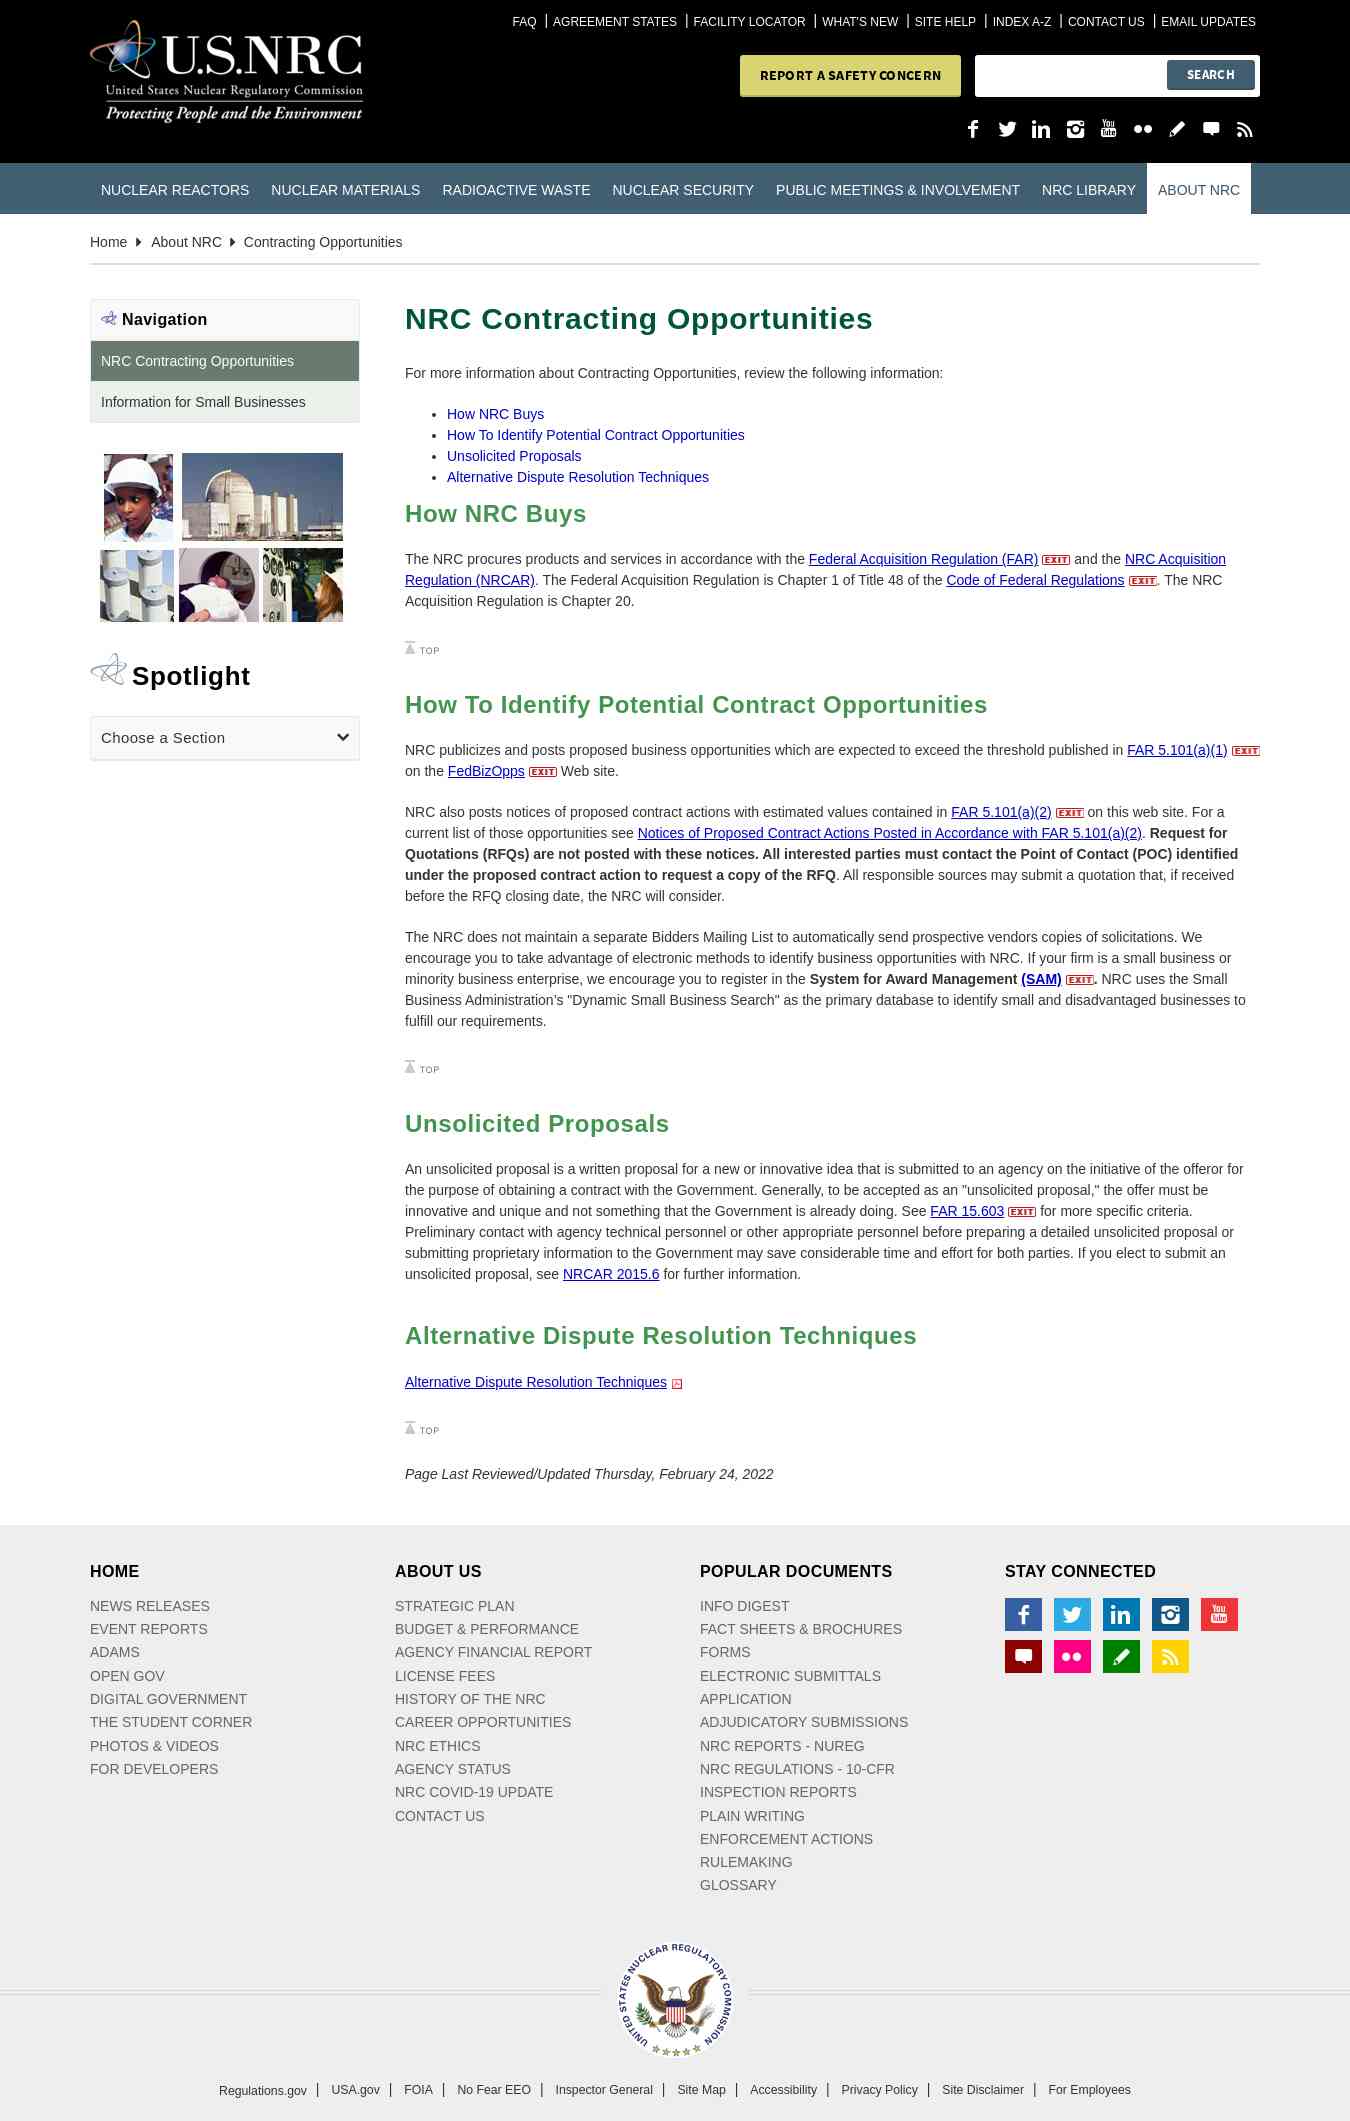 FAQ | AGREEMENT STATES | FACILITY LOCATOR | WHAT'S NEW | SITE HELP | INDEX A-Z | CONTACT US | EMAIL UPDATES
U.S.NRC
United States Nuclear Regulatory Commission
Protecting People and the Environment
REPORT A SAFETY CONCERN
SEARCH
NUCLEAR REACTORS NUCLEAR MATERIALS RADIOACTIVE WASTE NUCLEAR SECURITY PUBLIC MEETINGS & INVOLVEMENT NRC LIBRARY ABOUT NRC
Home About NRC Contracting Opportunities
Navigation
NRC Contracting Opportunities
Information for Small Businesses
Spotlight
Choose a Section
NRC Contracting Opportunities
For more information about Contracting Opportunities, review the following information:
• How NRC Buys
• How To Identify Potential Contract Opportunities
• Unsolicited Proposals
• Alternative Dispute Resolution Techniques
How NRC Buys
The NRC procures products and services in accordance with the Federal Acquisition Regulation (FAR) EXIT and the NRC Acquisition
Regulation (NRCAR). The Federal Acquisition Regulation is Chapter 1 of Title 48 of the Code of Federal Regulations EXIT. The NRC
Acquisition Regulation is Chapter 20.
TOP
How To Identify Potential Contract Opportunities
NRC publicizes and posts proposed business opportunities which are expected to exceed the threshold published in FAR 5.101(a)(1) EXIT
on the FedBizOpps EXIT Web site.
NRC also posts notices of proposed contract actions with estimated values contained in FAR 5.101(a)(2) EXIT on this web site. For a
current list of those opportunities see Notices of Proposed Contract Actions Posted in Accordance with FAR 5.101(a)(2). Request for
Quotations (RFQs) are not posted with these notices. All interested parties must contact the Point of Contact (POC) identified
under the proposed contract action to request a copy of the RFQ. All responsible sources may submit a quotation that, if received
before the RFQ closing date, the NRC will consider.
The NRC does not maintain a separate Bidders Mailing List to automatically send prospective vendors copies of solicitations. We
encourage you to take advantage of electronic methods to identify business opportunities with NRC. If your firm is a small business or
minority business enterprise, we encourage you to register in the System for Award Management (SAM) EXIT. NRC uses the Small
Business Administration's "Dynamic Small Business Search" as the primary database to identify small and disadvantaged businesses to
fulfill our requirements.
TOP
Unsolicited Proposals
An unsolicited proposal is a written proposal for a new or innovative idea that is submitted to an agency on the initiative of the offeror for
the purpose of obtaining a contract with the Government. Generally, to be accepted as an "unsolicited proposal," the offer must be
innovative and unique and not something that the Government is already doing. See FAR 15.603 EXIT for more specific criteria.
Preliminary contact with agency technical personnel or other appropriate personnel before preparing a detailed unsolicited proposal or
submitting proprietary information to the Government may save considerable time and effort for both parties. If you elect to submit an
unsolicited proposal, see NRCAR 2015.6 for further information.
Alternative Dispute Resolution Techniques
Alternative Dispute Resolution Techniques
TOP
Page Last Reviewed/Updated Thursday, February 24, 2022
HOME
NEWS RELEASES
EVENT REPORTS
ADAMS
OPEN GOV
DIGITAL GOVERNMENT
THE STUDENT CORNER
PHOTOS & VIDEOS
FOR DEVELOPERS
ABOUT US
STRATEGIC PLAN
BUDGET & PERFORMANCE
AGENCY FINANCIAL REPORT
LICENSE FEES
HISTORY OF THE NRC
CAREER OPPORTUNITIES
NRC ETHICS
AGENCY STATUS
NRC COVID-19 UPDATE
CONTACT US
POPULAR DOCUMENTS
INFO DIGEST
FACT SHEETS & BROCHURES
FORMS
ELECTRONIC SUBMITTALS
APPLICATION
ADJUDICATORY SUBMISSIONS
NRC REPORTS - NUREG
NRC REGULATIONS - 10-CFR
INSPECTION REPORTS
PLAIN WRITING
ENFORCEMENT ACTIONS
RULEMAKING
GLOSSARY
STAY CONNECTED
You Tube
UNITED STATES NUCLEAR REGULATORY COMMISSION
Regulations.gov | USA.gov | FOIA | No Fear EEO | Inspector General | Site Map | Accessibility | Privacy Policy | Site Disclaimer | For Employees